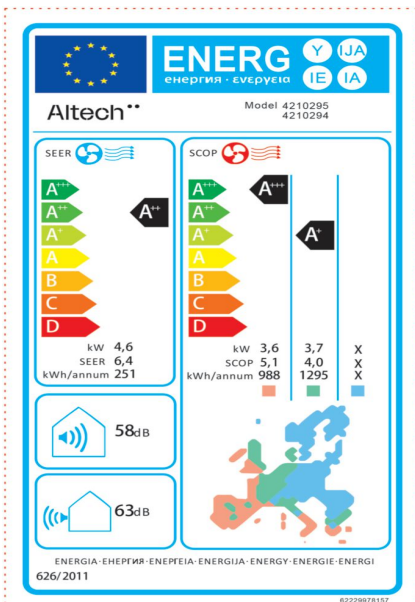 ENERG
Y IJA
IE IA
енергия · ενεργεια
Altech
Model 4210295
4210294
SEER
A+++
A++
A+
A
B
C
D
A++
kW 4,6
SEER 6,4
kWh/annum 251
SCOP
A+++
A++
A+
A
B
C
D
A+++
A+
kW 3,6 3,7 X
SCOP 5,1 4,0 X
kWh/annum 988 1295 X
58dB
63dB
ENERGIA·ЕНЕРГИЯ·ΕΝΕΡΓΕΙΑ·ENERGIJA·ENERGY·ENERGIE·ENERGI
626/2011
62229978157